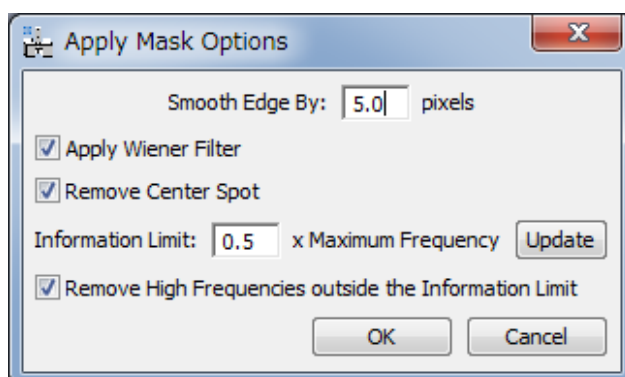 Apply Mask Options
Smooth Edge By: 5.0 pixels
Apply Wiener Filter
Remove Center Spot
Information Limit: 0.5 x Maximum Frequency Update
Remove High Frequencies outside the Information Limit
OK Cancel